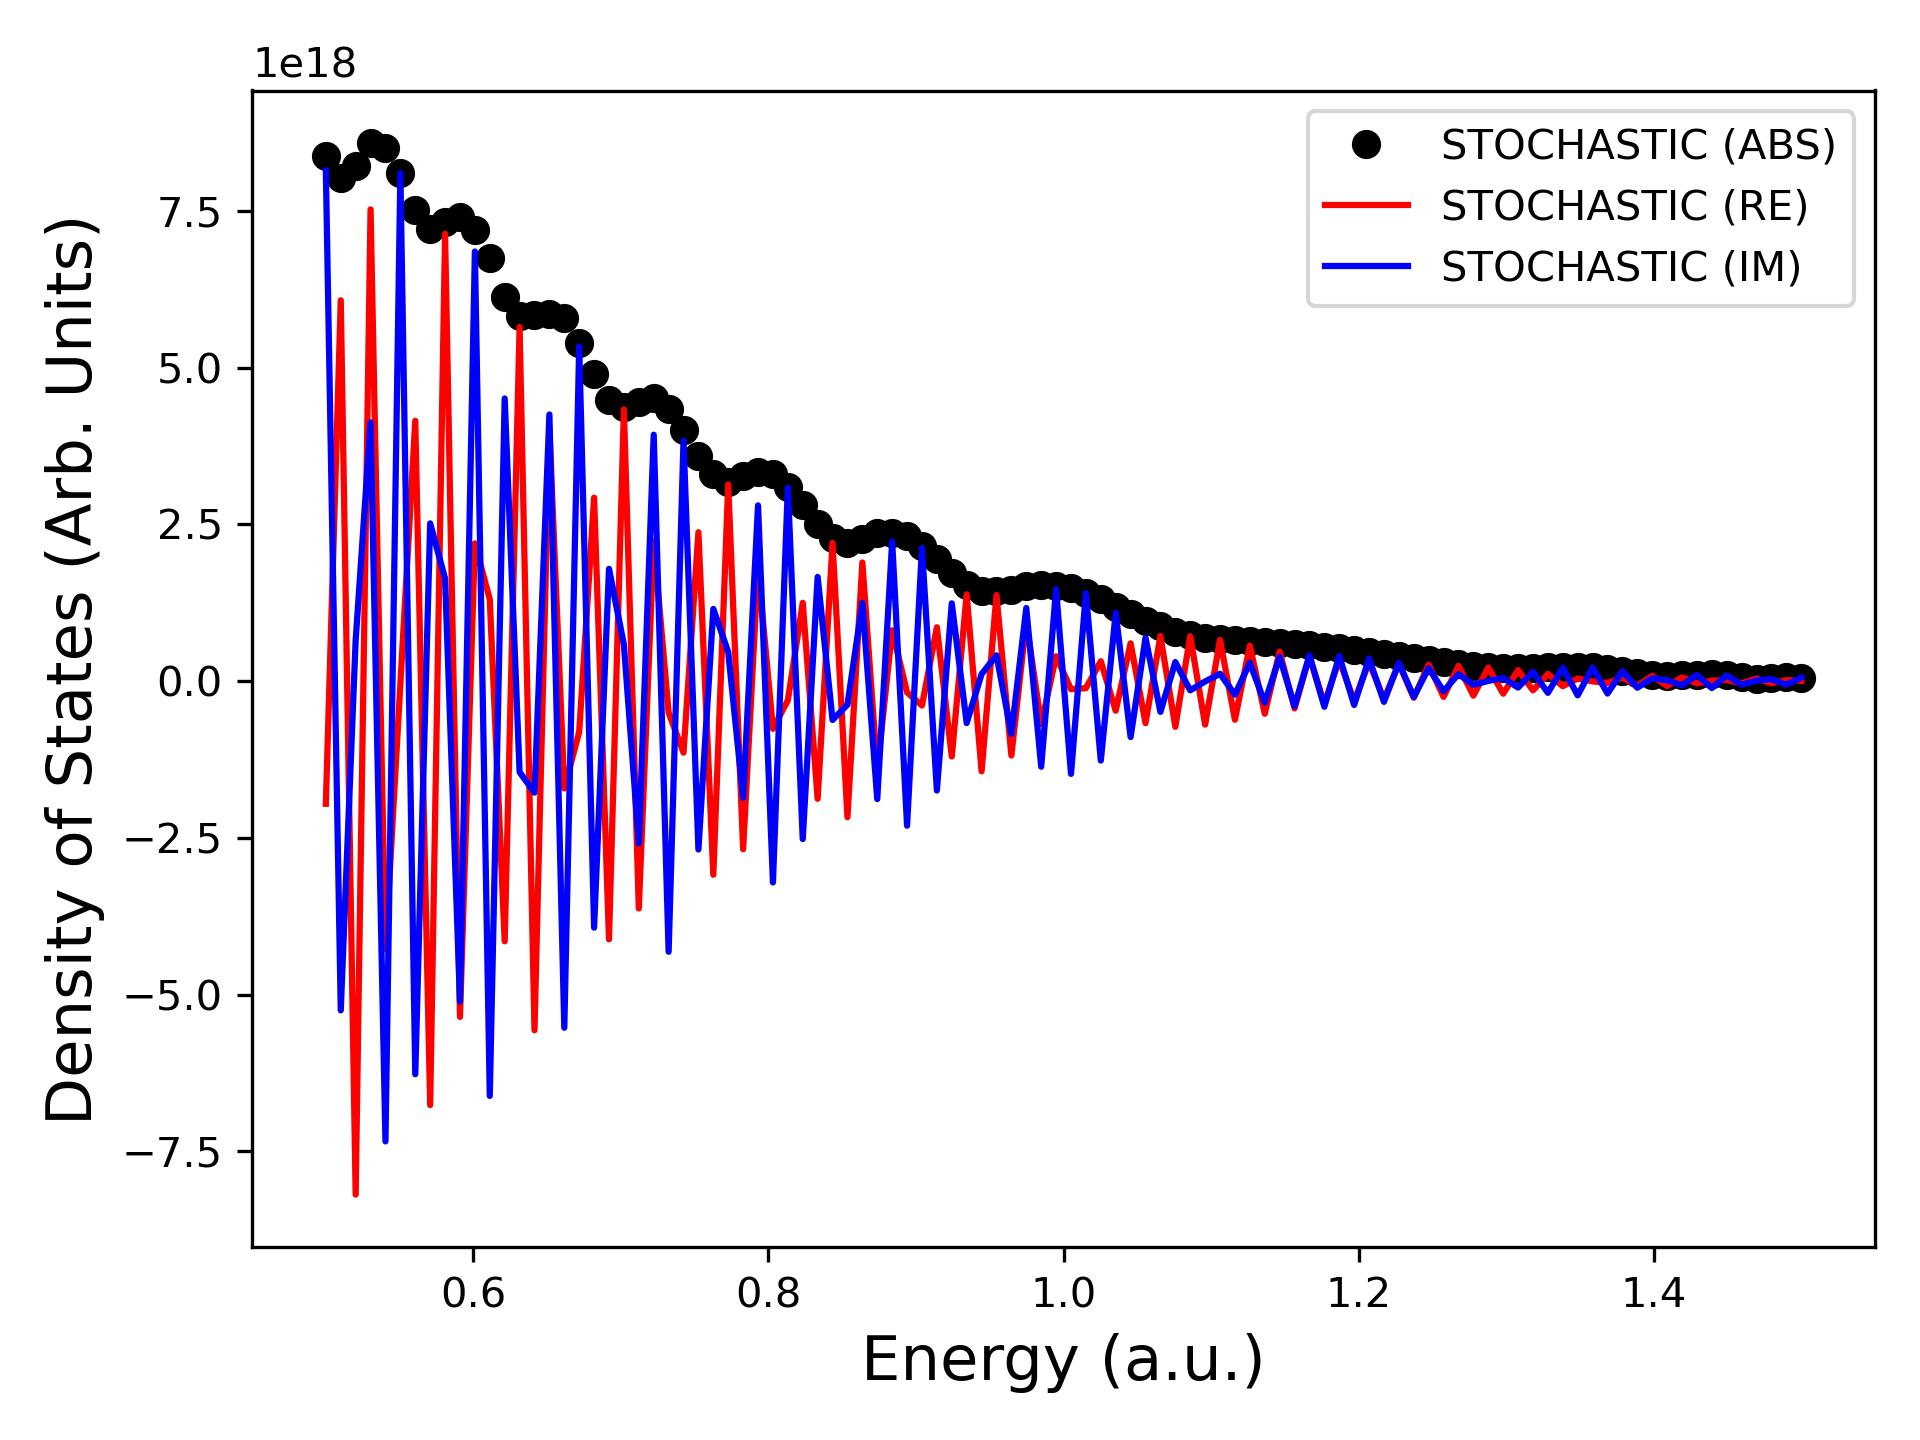 1e18
STOCHASTIC (ABS)
STOCHASTIC (RE)
STOCHASTIC (IM)
7.5
5.0
2.5
0.0
−2.5
−5.0
−7.5
Density of States (Arb. Units)
0.6 0.8 1.0 1.2 1.4
Energy (a.u.)